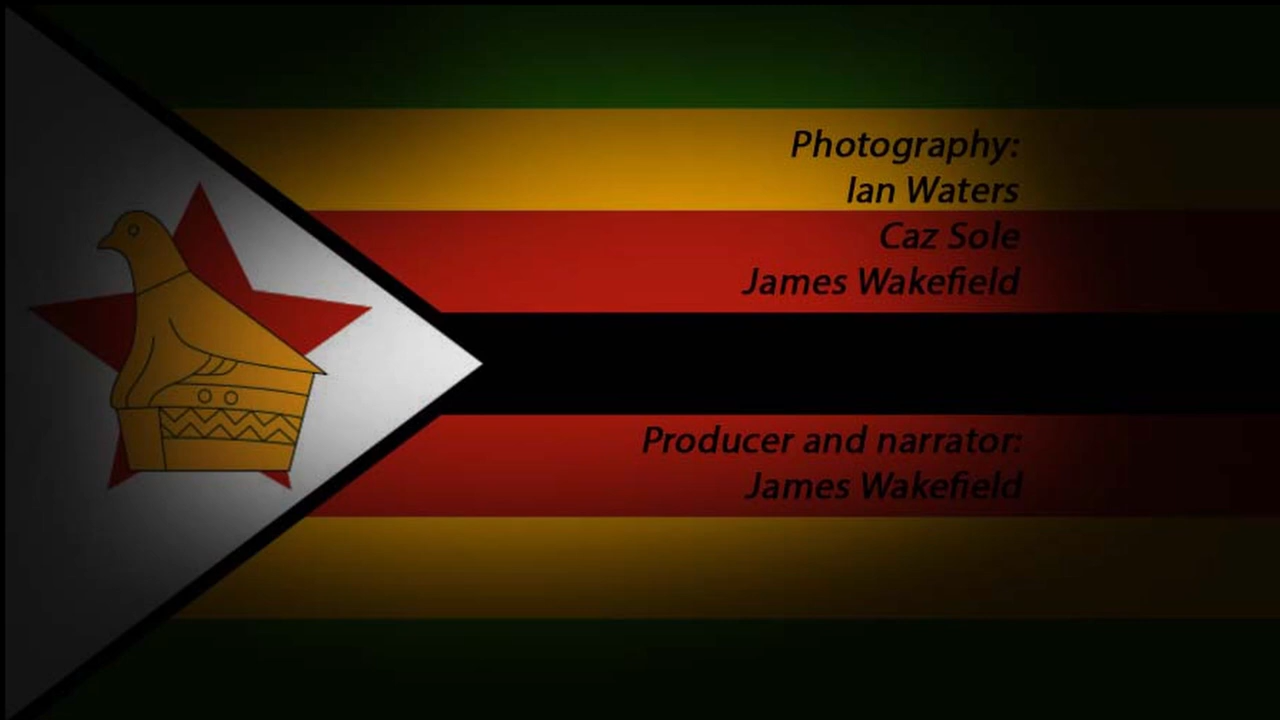 Photography:
Ian Waters
Caz Sole
James Wakefield
Producer and narrator:
James Wakefield